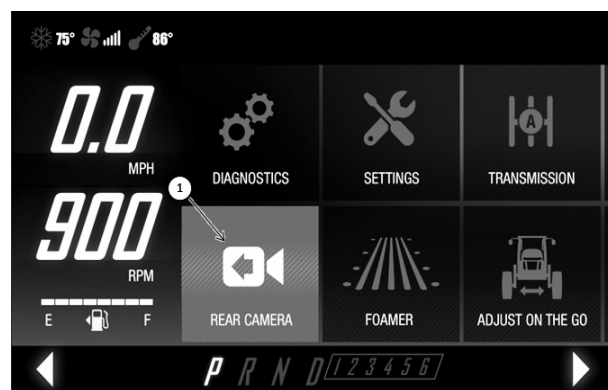 75° 86°
0.0
MPH
900
RPM
E F
DIAGNOSTICS
SETTINGS
TRANSMISSION
A
1
REAR CAMERA
FOAMER
ADJUST ON THE GO
P R N D 1 2 3 4 5 6